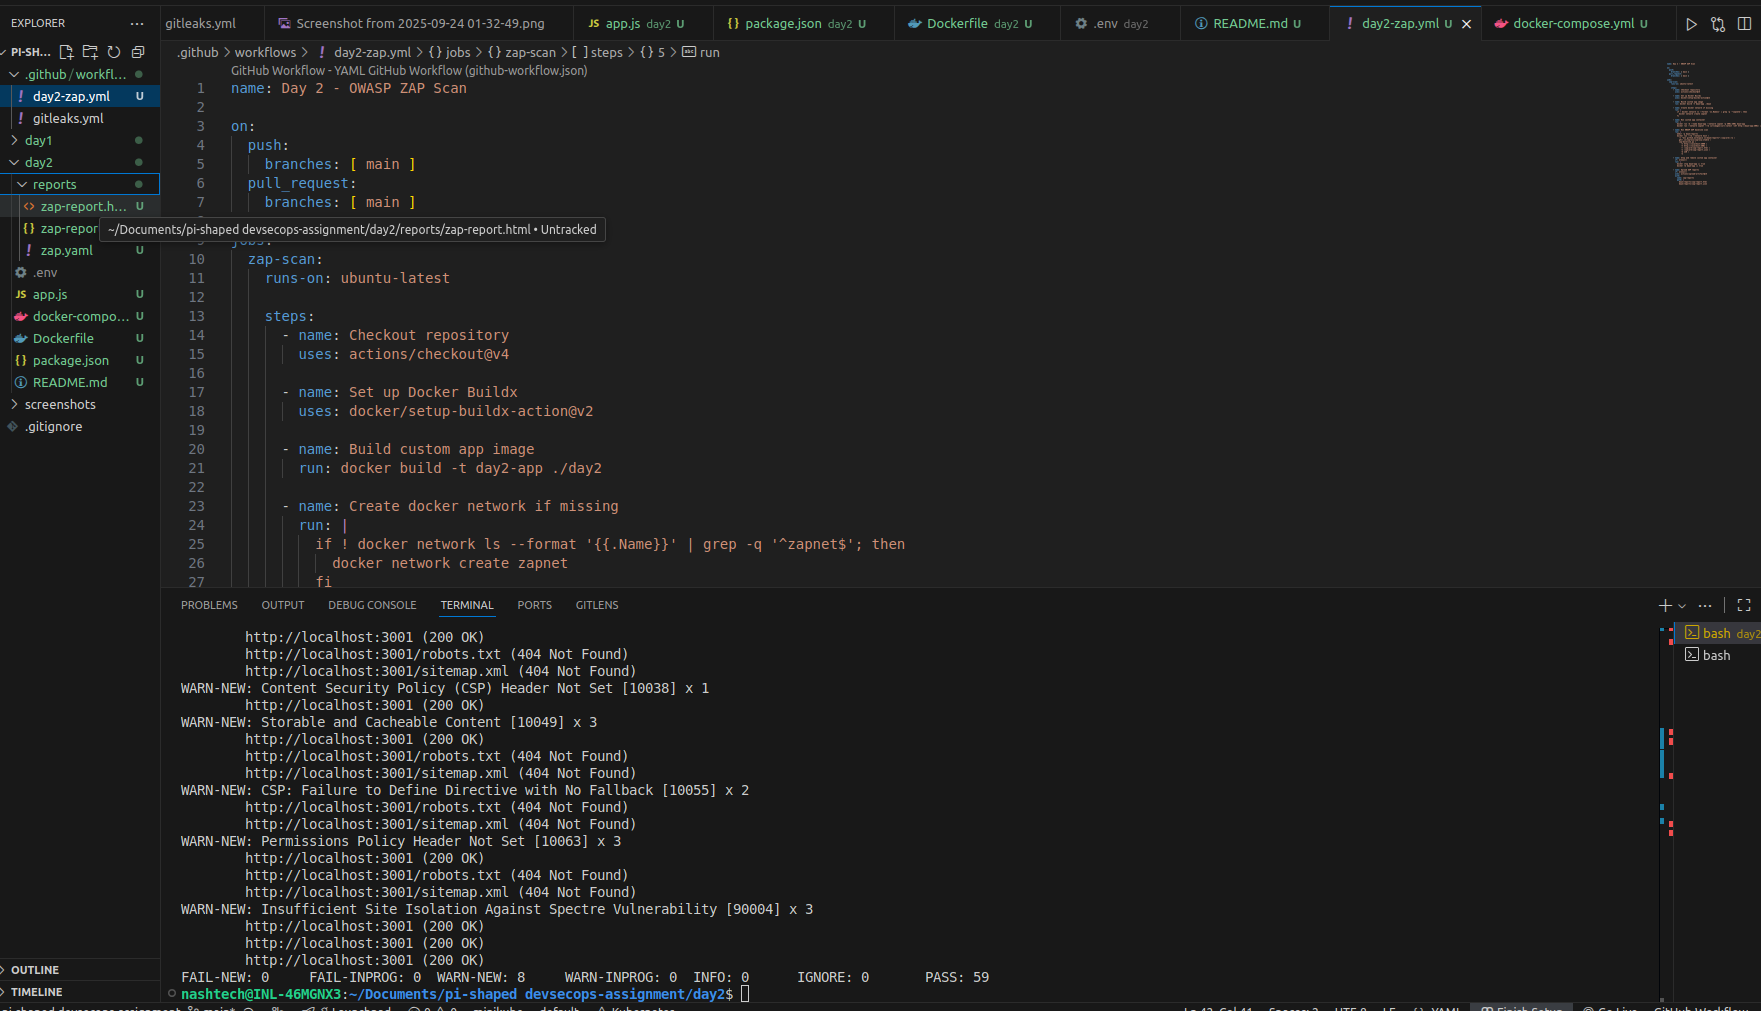 EXPLORER
gitleaks.yml
Screenshot from 2025-09-24 01-32-49.png
JS app.js day2 U
{} package.json day2 U
Dockerfile day2 U
.env day2
README.md U
! day2-zap.yml U
docker-compose.yml U
PI-SH...
.github > workflows > ! day2-zap.yml > {} jobs > {} zap-scan > [ ] steps > {} 5 > abc run
.github / workfl...
! day2-zap.yml U
! gitleaks.yml
day1
day2
reports
<> zap-report.h... U
{} zap-repor
! zap.yaml U
.env
JS app.js U
docker-compo... U
Dockerfile U
{} package.json U
README.md U
screenshots
.gitignore
OUTLINE
TIMELINE
GitHub Workflow - YAML GitHub Workflow (github-workflow.json)
1 name: Day 2 - OWASP ZAP Scan
2
3 on:
4 push:
5 branches: [ main ]
6 pull_request:
7 branches: [ main ]
~/Documents/pi-shaped devsecops-assignment/day2/reports/zap-report.html • Untracked
jobs:
10 zap-scan:
11 runs-on: ubuntu-latest
12
13 steps:
14 - name: Checkout repository
15 uses: actions/checkout@v4
16
17 - name: Set up Docker Buildx
18 uses: docker/setup-buildx-action@v2
19
20 - name: Build custom app image
21 run: docker build -t day2-app ./day2
22
23 - name: Create docker network if missing
24 run: |
25 if ! docker network ls --format '{{.Name}}' | grep -q '^zapnet$'; then
26 docker network create zapnet
27 fi
PROBLEMS OUTPUT DEBUG CONSOLE TERMINAL PORTS GITLENS
bash day2
bash
http://localhost:3001 (200 OK)
http://localhost:3001/robots.txt (404 Not Found)
http://localhost:3001/sitemap.xml (404 Not Found)
WARN-NEW: Content Security Policy (CSP) Header Not Set [10038] x 1
http://localhost:3001 (200 OK)
WARN-NEW: Storable and Cacheable Content [10049] x 3
http://localhost:3001 (200 OK)
http://localhost:3001/robots.txt (404 Not Found)
http://localhost:3001/sitemap.xml (404 Not Found)
WARN-NEW: CSP: Failure to Define Directive with No Fallback [10055] x 2
http://localhost:3001/robots.txt (404 Not Found)
http://localhost:3001/sitemap.xml (404 Not Found)
WARN-NEW: Permissions Policy Header Not Set [10063] x 3
http://localhost:3001 (200 OK)
http://localhost:3001/robots.txt (404 Not Found)
http://localhost:3001/sitemap.xml (404 Not Found)
WARN-NEW: Insufficient Site Isolation Against Spectre Vulnerability [90004] x 3
http://localhost:3001 (200 OK)
http://localhost:3001 (200 OK)
http://localhost:3001 (200 OK)
FAIL-NEW: 0 FAIL-INPROG: 0 WARN-NEW: 8 WARN-INPROG: 0 INFO: 0 IGNORE: 0 PASS: 59
nashtech@INL-46MGNX3:~/Documents/pi-shaped devsecops-assignment/day2$